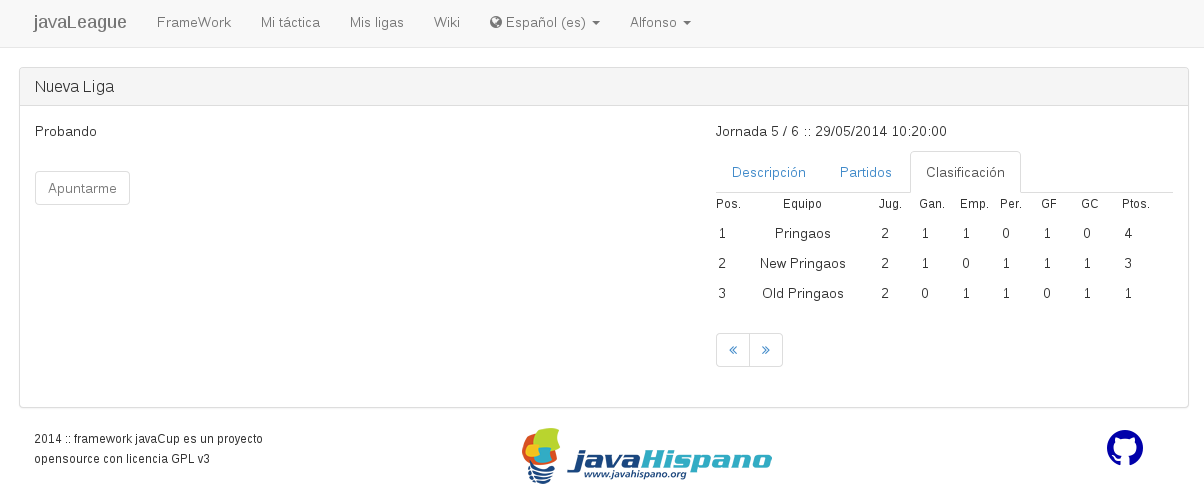 javaLeague FrameWork Mi táctica Mis ligas Wiki Español (es) Alfonso
Nueva Liga
Probando
Apuntarme
Jornada 5 / 6 :: 29/05/2014 10:20:00
Descripción Partidos Clasificación
Pos. Equipo Jug. Gan. Emp. Per. GF GC Ptos.
1 Pringaos 2 1 1 0 1 0 4
2 New Pringaos 2 1 0 1 1 1 3
3 Old Pringaos 2 0 1 1 0 1 1
« »
2014 :: framework javaCup es un proyecto
opensource con licencia GPL v3
javaHispano
www.javahispano.org